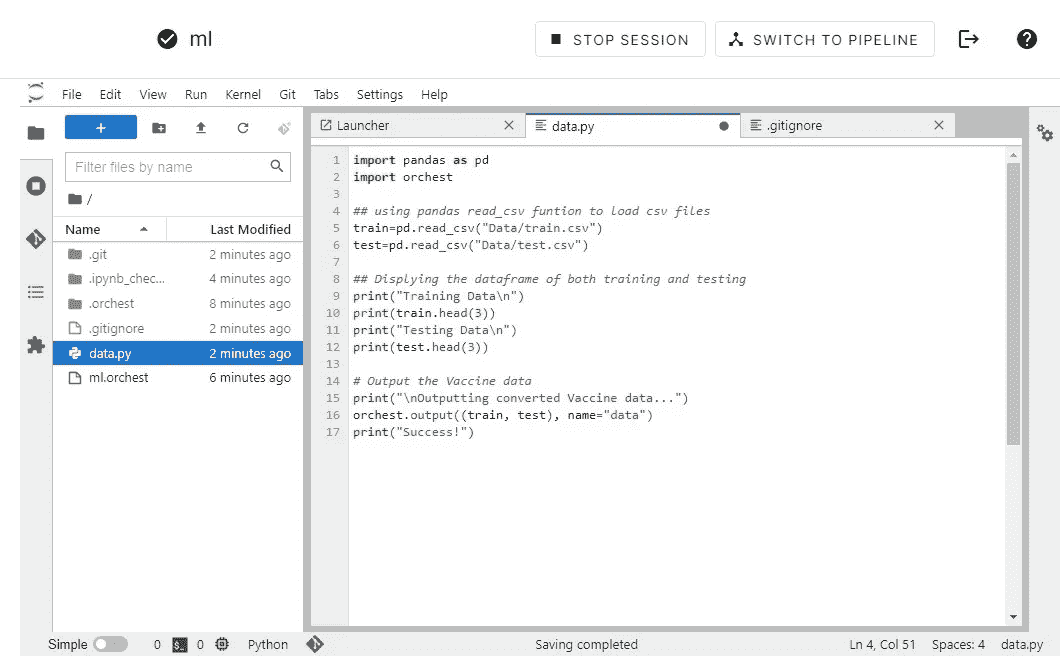 ml
STOP SESSION
SWITCH TO PIPELINE
File Edit View Run Kernel Git Tabs Settings Help
Filter files by name
/
Name Last Modified
.git 2 minutes ago
.ipynb_chec... 4 minutes ago
.orchest 8 minutes ago
.gitignore 2 minutes ago
data.py 2 minutes ago
ml.orchest 6 minutes ago
Launcher
data.py
.gitignore
1 import pandas as pd
2 import orchest
3
4 ## using pandas read_csv funtion to load csv files
5 train=pd.read_csv("Data/train.csv")
6 test=pd.read_csv("Data/test.csv")
7
8 ## Displying the dataframe of both training and testing
9 print("Training Data\n")
10 print(train.head(3))
11 print("Testing Data\n")
12 print(test.head(3))
13
14 # Output the Vaccine data
15 print("\nOutputting converted Vaccine data...")
16 orchest.output((train, test), name="data")
17 print("Success!")
Simple 0 0 Python Saving completed Ln 4, Col 51 Spaces: 4 data.py